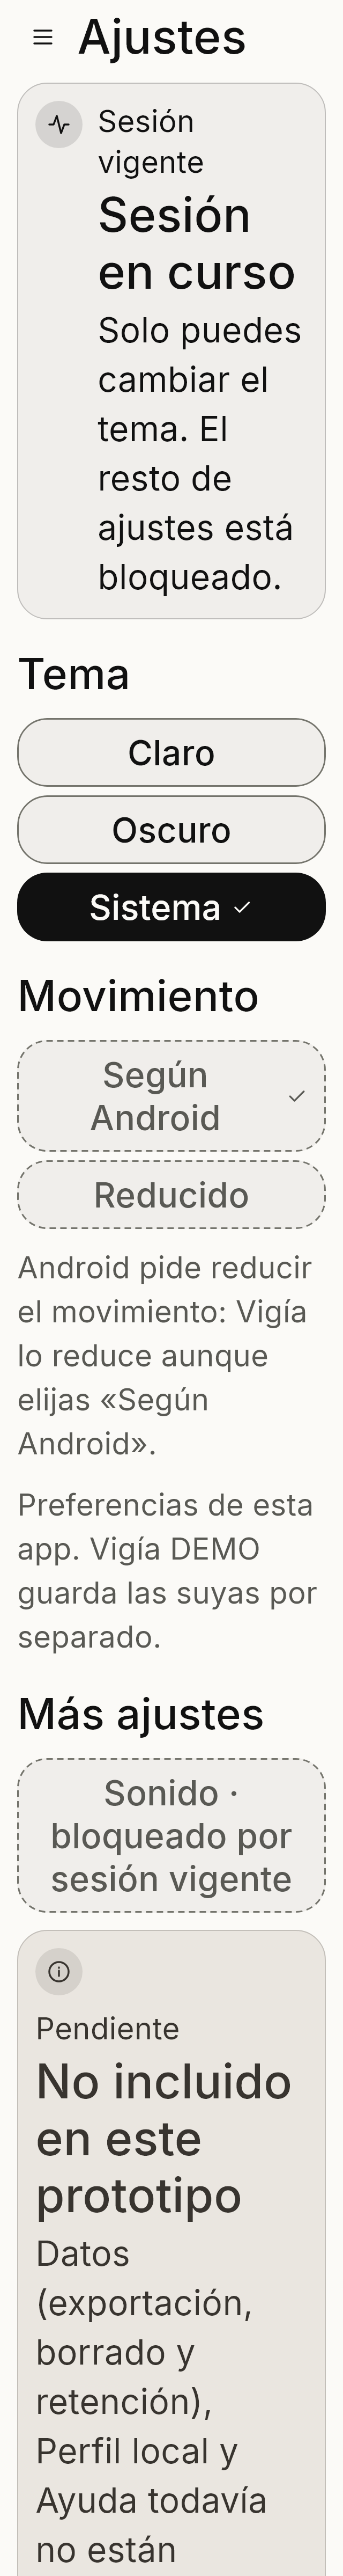 Ajustes
Sesión
vigente
Sesión
en curso
Solo puedes
cambiar el
tema. El
resto de
ajustes está
bloqueado.
Tema
Claro
Oscuro
Sistema
Movimiento
Según
Android
Reducido
Android pide reducir
el movimiento: Vigía
lo reduce aunque
elijas «Según
Android».
Preferencias de esta
app. Vigía DEMO
guarda las suyas por
separado.
Más ajustes
Sonido ·
bloqueado por
sesión vigente
Pendiente
No incluido
en este
prototipo
Datos
(exportación,
borrado y
retención),
Perfil local y
Ayuda todavía
no están